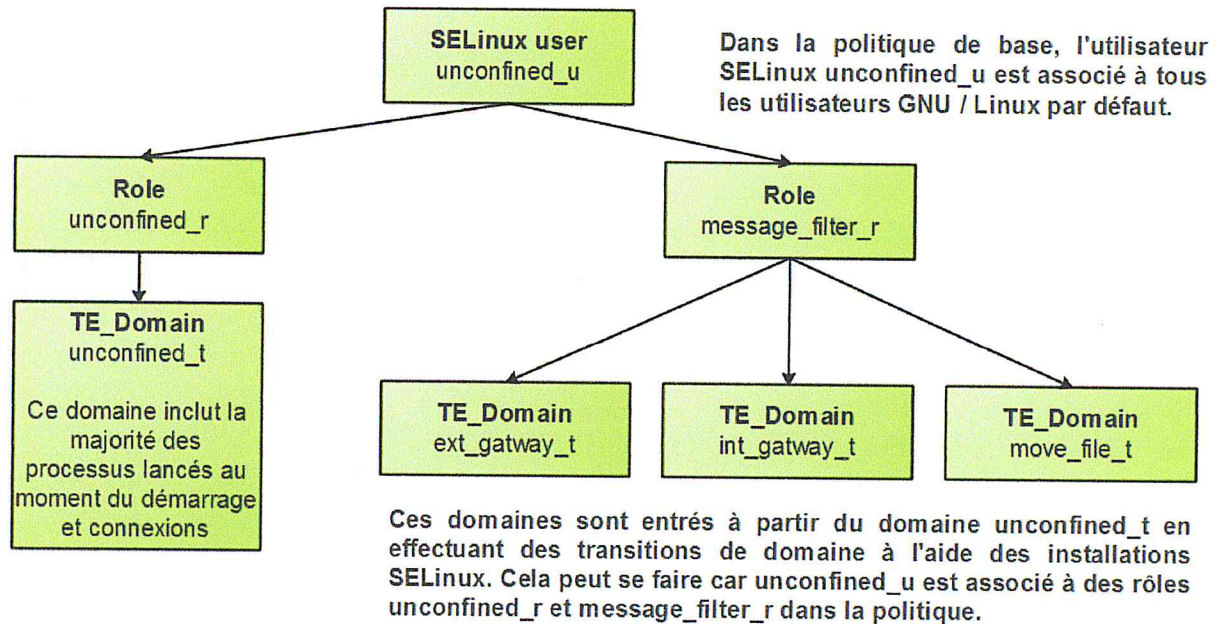 SELinux user
unconfined_u
Dans la politique de base, l'utilisateur
SELinux unconfined_u est associé à tous
les utilisateurs GNU / Linux par défaut.
Role
unconfined_r
Role
message_filter_r
TE_Domain
unconfined_t
Ce domaine inclut la
majorité des
processus lancés au
moment du démarrage
et connexions
TE_Domain
ext_gatway_t
TE_Domain
int_gatway_t
TE_Domain
move_file_t
Ces domaines sont entrés à partir du domaine unconfined_t en
effectuant des transitions de domaine à l'aide des installations
SELinux. Cela peut se faire car unconfined_u est associé à des rôles
unconfined_r et message_filter_r dans la politique.